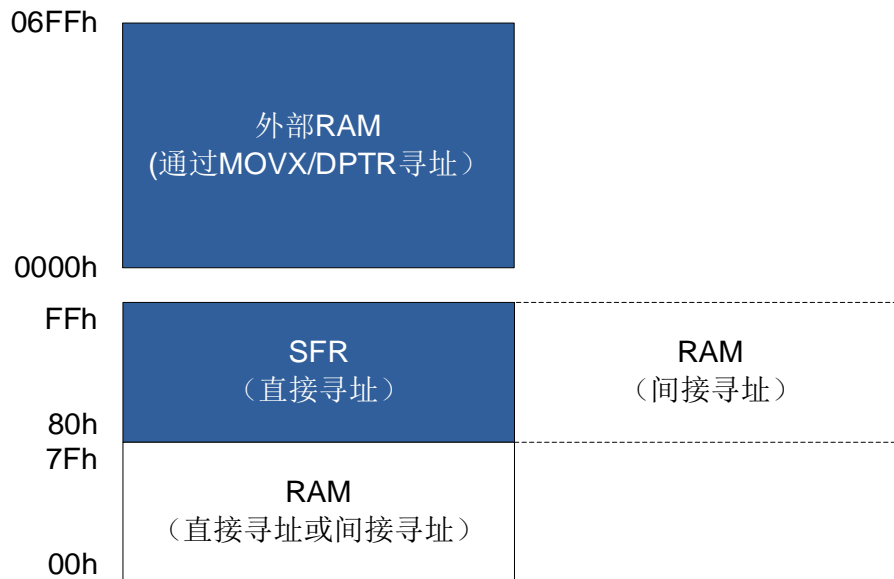 06FFh
外部RAM
(通过MOVX/DPTR寻址）
0000h
FFh
SFR
（直接寻址）
RAM
（间接寻址）
80h
7Fh
RAM
（直接寻址或间接寻址）
00h